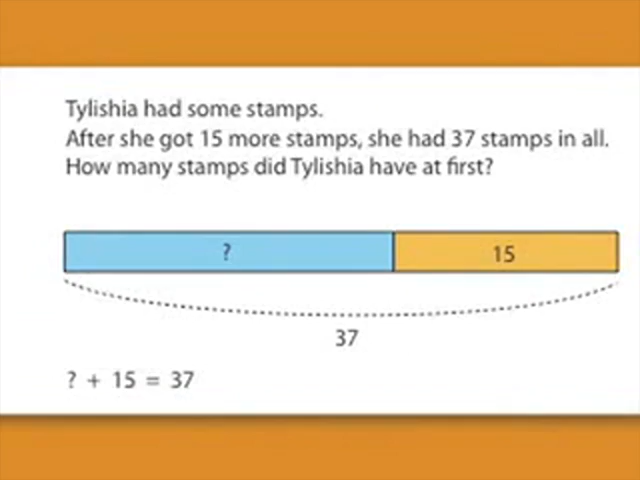 Tylishia had some stamps.
After she got 15 more stamps, she had 37 stamps in all.
How many stamps did Tylishia have at first?
? 15
37
? + 15 = 37